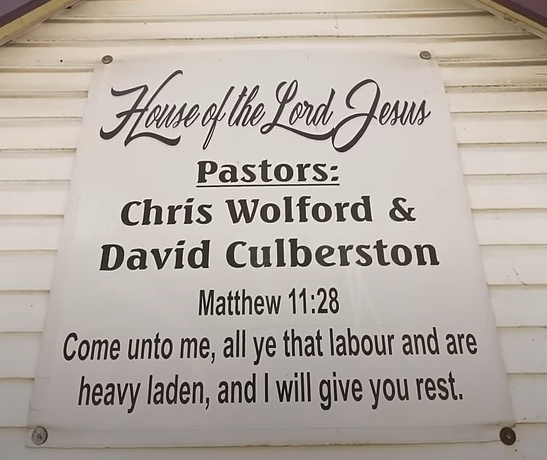 House of the Lord Jesus
Pastors:
Chris Wolford &
David Culberston
Matthew 11:28
Come unto me, all ye that labour and are
heavy laden, and I will give you rest.